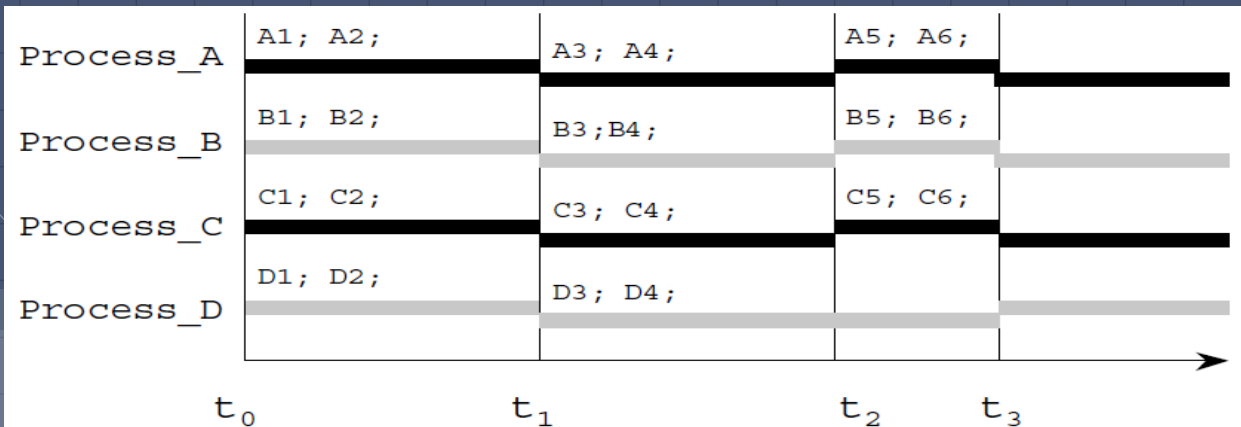 A1; A2; A3; A4; A5; A6;
Process_A
B1; B2; B3;B4; B5; B6;
Process_B
C1; C2; C3; C4; C5; C6;
Process_C
D1; D2; D3; D4;
Process_D
t0 t1 t2 t3